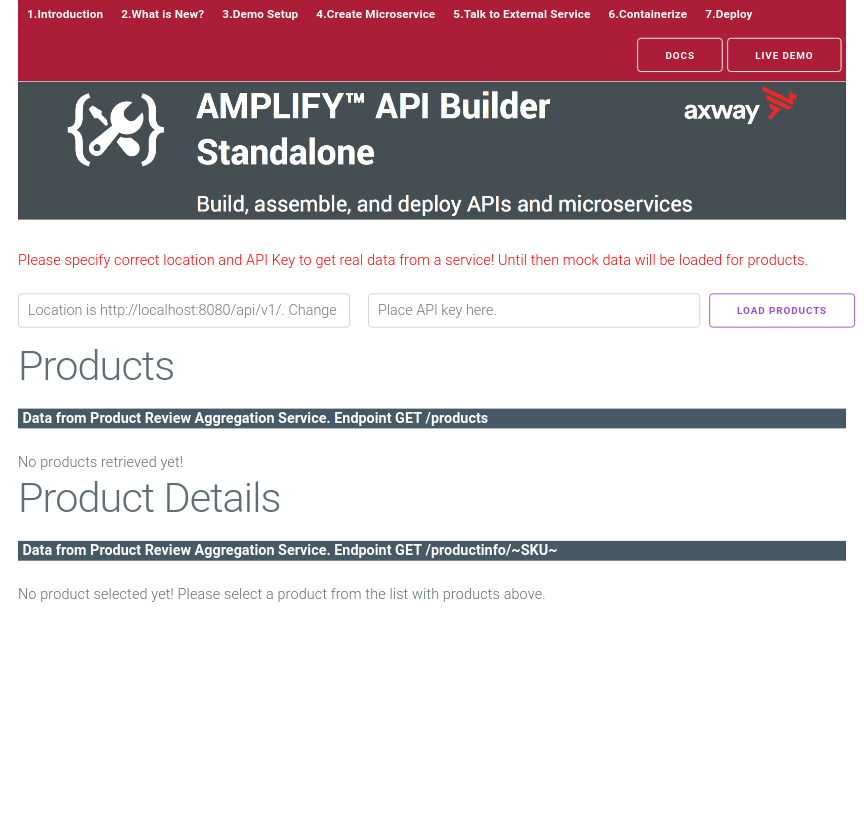 1.Introduction 2.What is New? 3.Demo Setup 4.Create Microservice 5.Talk to External Service 6.Containerize 7.Deploy
DOCS LIVE DEMO
AMPLIFY™ API Builder
Standalone
axway
Build, assemble, and deploy APIs and microservices
Please specify correct location and API Key to get real data from a service! Until then mock data will be loaded for products.
Location is http://localhost:8080/api/v1/. Change
Place API key here.
LOAD PRODUCTS
Products
Data from Product Review Aggregation Service. Endpoint GET /products
No products retrieved yet!
Product Details
Data from Product Review Aggregation Service. Endpoint GET /productinfo/~SKU~
No product selected yet! Please select a product from the list with products above.